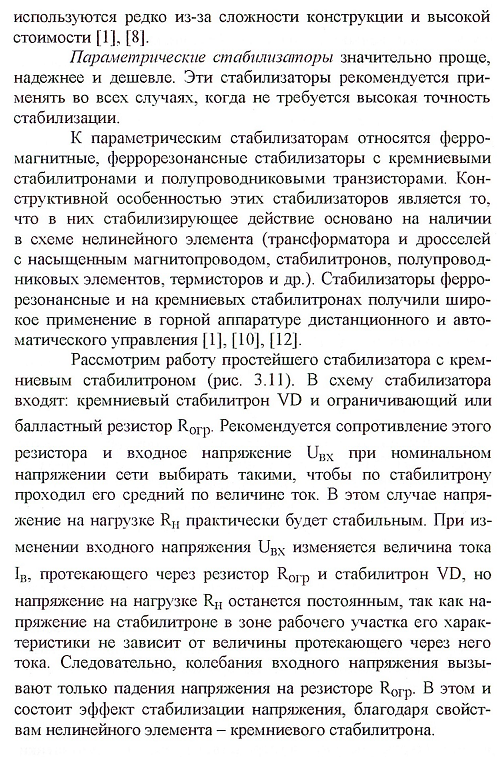 используются редко из-за сложности конструкции и высокой
стоимости [1], [8].
Параметрические стабилизаторы значительно проще,
надежнее и дешевле. Эти стабилизаторы рекомендуется при-
менять во всех случаях, когда не требуется высокая точность
стабилизации.
К параметрическим стабилизаторам относятся ферро-
магнитные, феррорезонансные стабилизаторы с кремниевыми
стабилитронами и полупроводниковыми транзисторами. Кон-
структивной особенностью этих стабилизаторов является то,
что в них стабилизирующее действие основано на наличии
в схеме нелинейного элемента (трансформатора и дросселей
с насыщенным магнитопроводом, стабилитронов, полупровод-
никовых элементов, термисторов и др.). Стабилизаторы ферро-
резонансные и на кремниевых стабилитронах получили широ-
кое применение в горной аппаратуре дистанционного и авто-
матического управления [1], [10], [12].
Рассмотрим работу простейшего стабилизатора с крем-
ниевым стабилитроном (рис. 3.11). В схему стабилизатора
входят: кремниевый стабилитрон VD и ограничивающий или
балластный резистор Rогр. Рекомендуется сопротивление этого
резистора и входное напряжение UВХ при номинальном
напряжении сети выбирать такими, чтобы по стабилитрону
проходил его средний по величине ток. В этом случае напря-
жение на нагрузке RН практически будет стабильным. При из-
менении входного напряжения UВХ изменяется величина тока
IВ, протекающего через резистор Rогр и стабилитрон VD, но
напряжение на нагрузке RН останется постоянным, так как на-
пряжение на стабилитроне в зоне рабочего участка его харак-
теристики не зависит от величины протекающего через него
тока. Следовательно, колебания входного напряжения вызы-
вают только падения напряжения на резисторе Rогр. В этом и
состоит эффект стабилизации напряжения, благодаря свойст-
вам нелинейного элемента – кремниевого стабилитрона.